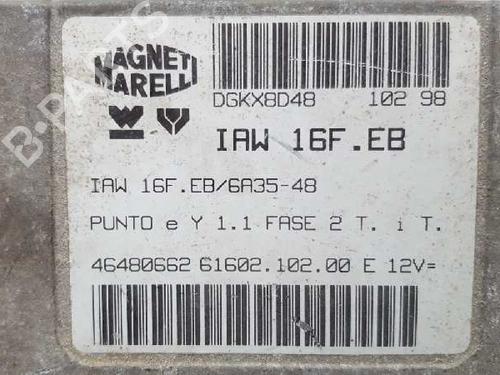 MAGNETI
MARELLI
DGKX8D48 102 98
IAW 16F.EB
IAW 16F.EB/6A35-48
PUNTO e Y 1.1 FASE 2 T. i T.
46480662 61602.102.00 E 12V=
B-PARTS